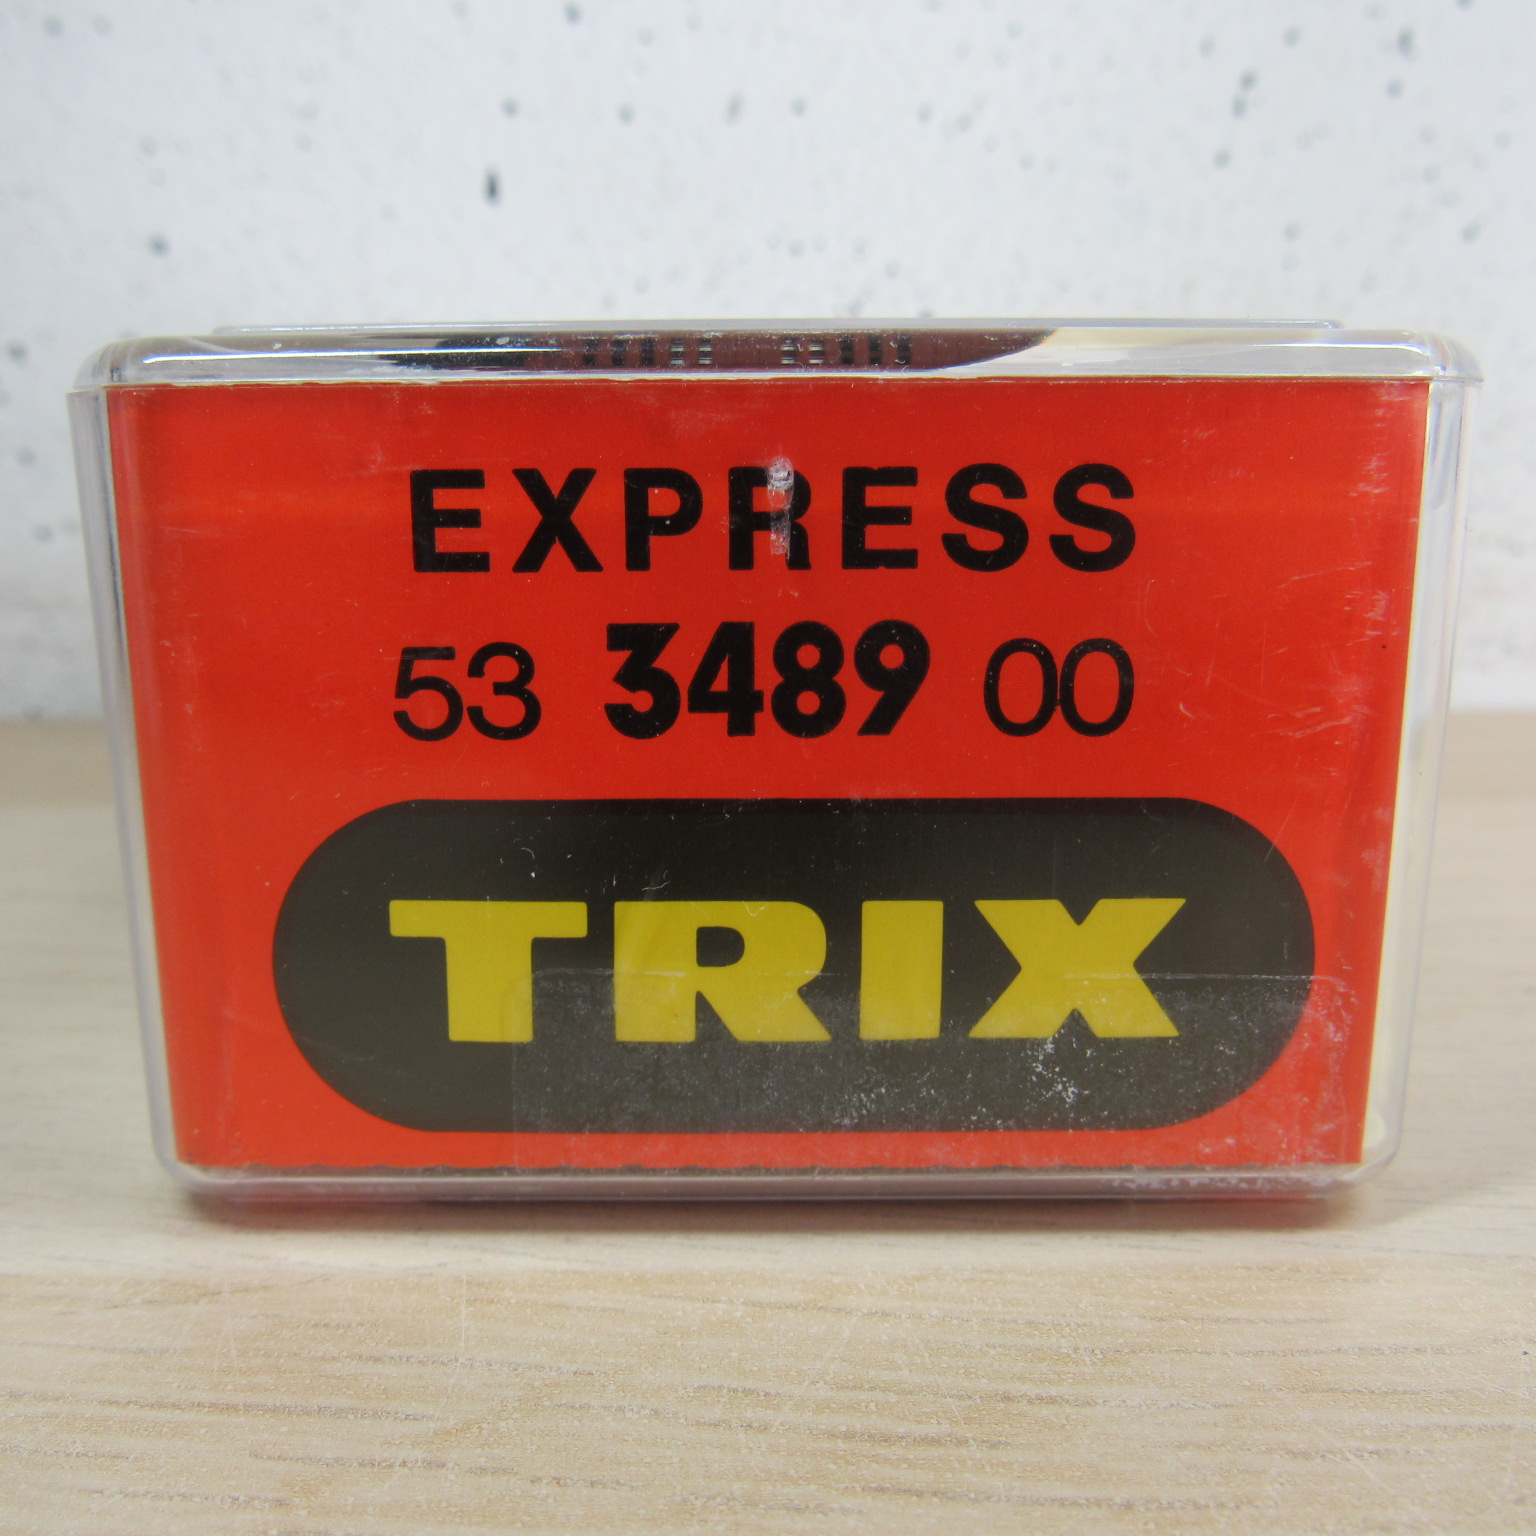 EXPRESS
53 3489 00
TRIX